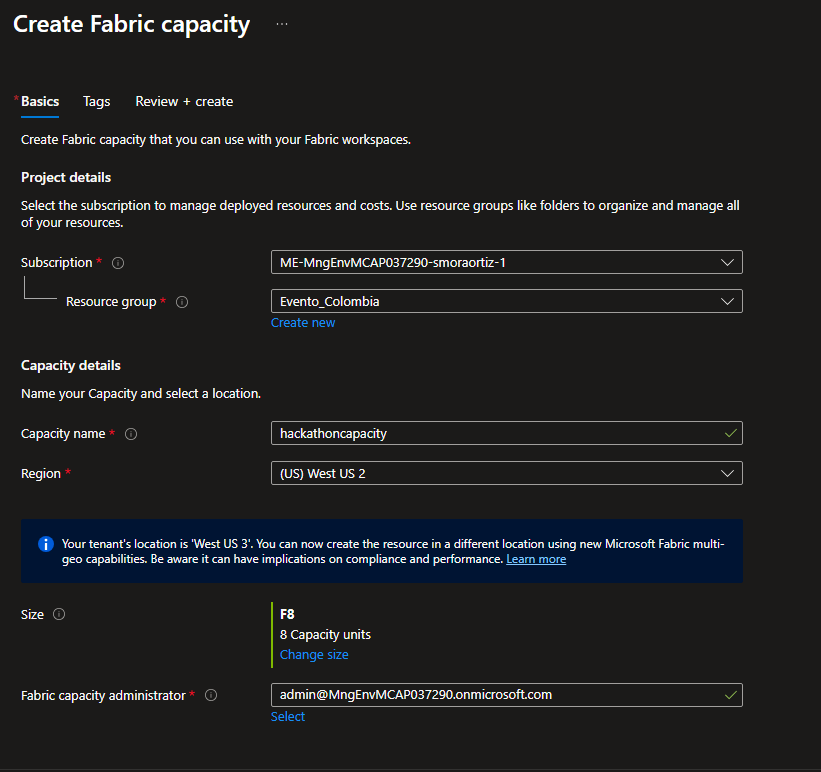 Create Fabric capacity ...
* Basics Tags Review + create
Create Fabric capacity that you can use with your Fabric workspaces.
Project details
Select the subscription to manage deployed resources and costs. Use resource groups like folders to organize and manage all
of your resources.
Subscription *
ME-MngEnvMCAP037290-smoraortiz-1
Resource group *
Evento_Colombia
Create new
Capacity details
Name your Capacity and select a location.
Capacity name *
hackathoncapacity
Region *
(US) West US 2
Your tenant's location is 'West US 3'. You can now create the resource in a different location using new Microsoft Fabric multi-
geo capabilities. Be aware it can have implications on compliance and performance. Learn more
Size
F8
8 Capacity units
Change size
Fabric capacity administrator *
admin@MngEnvMCAP037290.onmicrosoft.com
Select